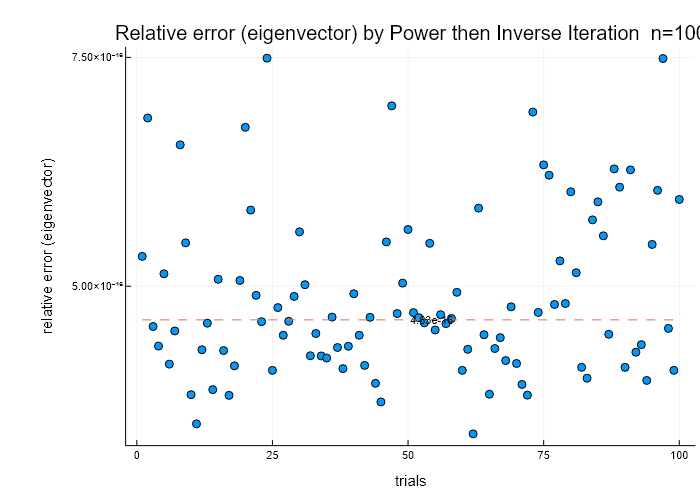 Relative error (eigenvector) by Power then Inverse Iteration n=100
7.50×10⁻¹⁶
relative error (eigenvector)
5.00×10⁻¹⁶
0
25
50
75
100
trials